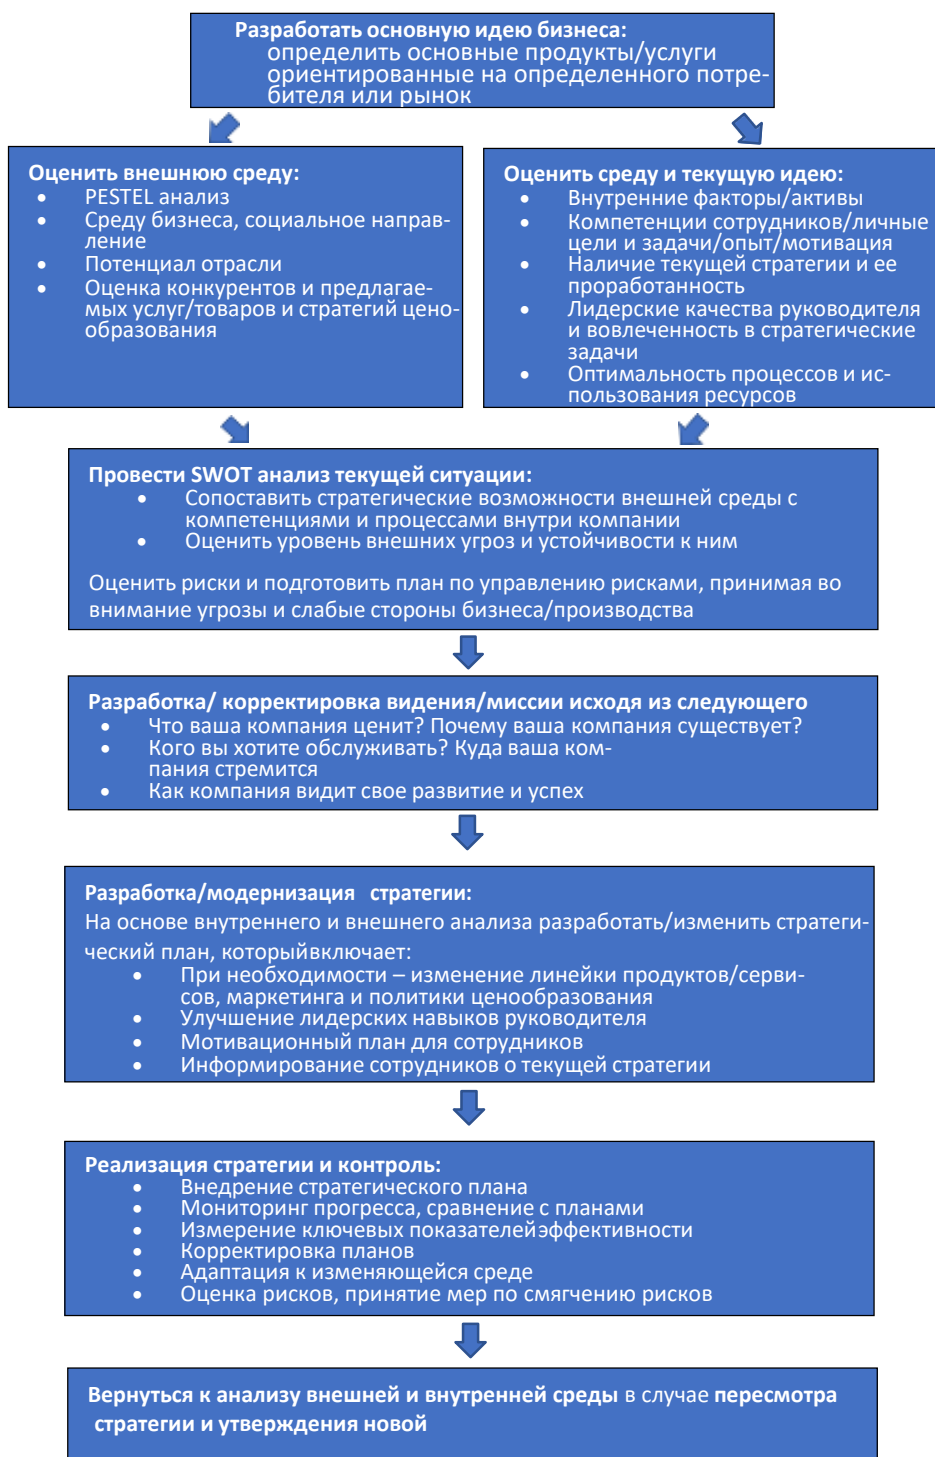 Разработать основную идею бизнеса:
определить основные продукты/услуги
ориентированные на определенного потре-
бителя или рынок
Оценить внешнюю среду:
• PESTEL анализ
• Среду бизнеса, социальное направ-
ление
• Потенциал отрасли
• Оценка конкурентов и предлагае-
мых услуг/товаров и стратегий цено-
образования
Оценить среду и текущую идею:
• Внутренние факторы/активы
• Компетенции сотрудников/личные
цели и задачи/опыт/мотивация
• Наличие текущей стратегии и ее
проработанность
• Лидерские качества руководителя
и вовлеченность в стратегические
задачи
• Оптимальность процессов и ис-
пользования ресурсов
Провести SWOT анализ текущей ситуации:
• Сопоставить стратегические возможности внешней среды с
компетенциями и процессами внутри компании
• Оценить уровень внешних угроз и устойчивости к ним
Оценить риски и подготовить план по управлению рисками, принимая во
внимание угрозы и слабые стороны бизнеса/производства
Разработка/ корректировка видения/миссии исходя из следующего
• Что ваша компания ценит? Почему ваша компания существует?
• Кого вы хотите обслуживать? Куда ваша ком-
пания стремится
• Как компания видит свое развитие и успех
Разработка/модернизация стратегии:
На основе внутреннего и внешнего анализа разработать/изменить стратеги-
ческий план, которыйвключает:
• При необходимости – изменение линейки продуктов/серви-
сов, маркетинга и политики ценообразования
• Улучшение лидерских навыков руководителя
• Мотивационный план для сотрудников
• Информирование сотрудников о текущей стратегии
Реализация стратегии и контроль:
• Внедрение стратегического плана
• Мониторинг прогресса, сравнение с планами
• Измерение ключевых показателейэффективности
• Корректировка планов
• Адаптация к изменяющейся среде
• Оценка рисков, принятие мер по смягчению рисков
Вернуться к анализу внешней и внутренней среды в случае пересмотра
стратегии и утверждения новой